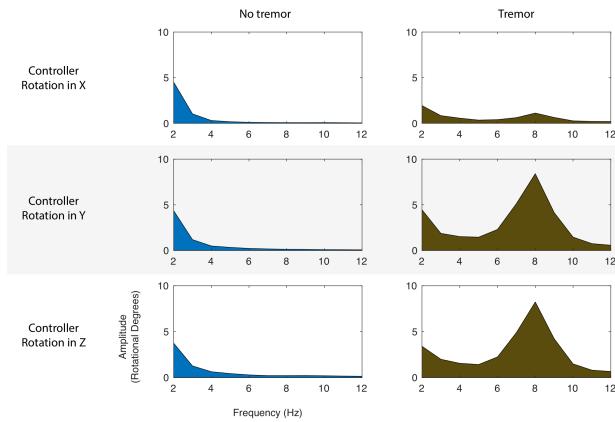 No tremor
Tremor
Controller
Rotation in X
10
5
0
2 4 6 8 10 12
10
5
0
2 4 6 8 10 12
Controller
Rotation in Y
10
5
0
2 4 6 8 10 12
10
5
0
2 4 6 8 10 12
Controller
Rotation in Z
Amplitude
(Rotational Degrees)
10
5
0
2 4 6 8 10 12
10
5
0
2 4 6 8 10 12
Frequency (Hz)